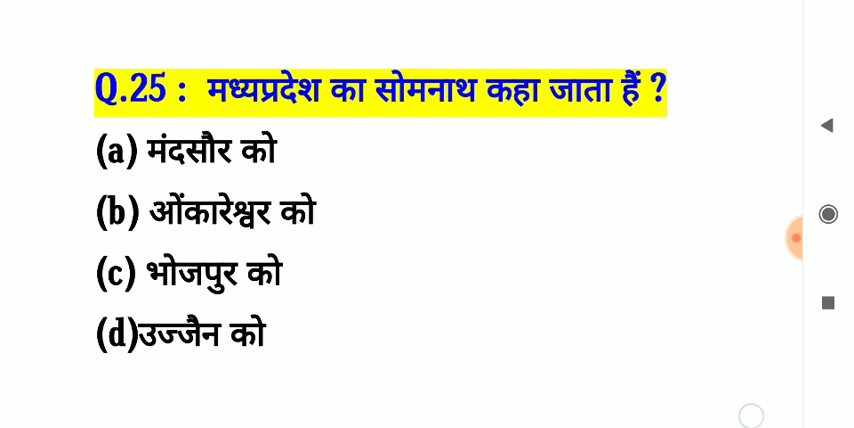 Q.25 : मध्यप्रदेश का सोमनाथ कहा जाता हैं ?
(a) मंदसौर को
(b) ओंकारेश्वर को
(c) भोजपुर को
(d)उज्जैन को